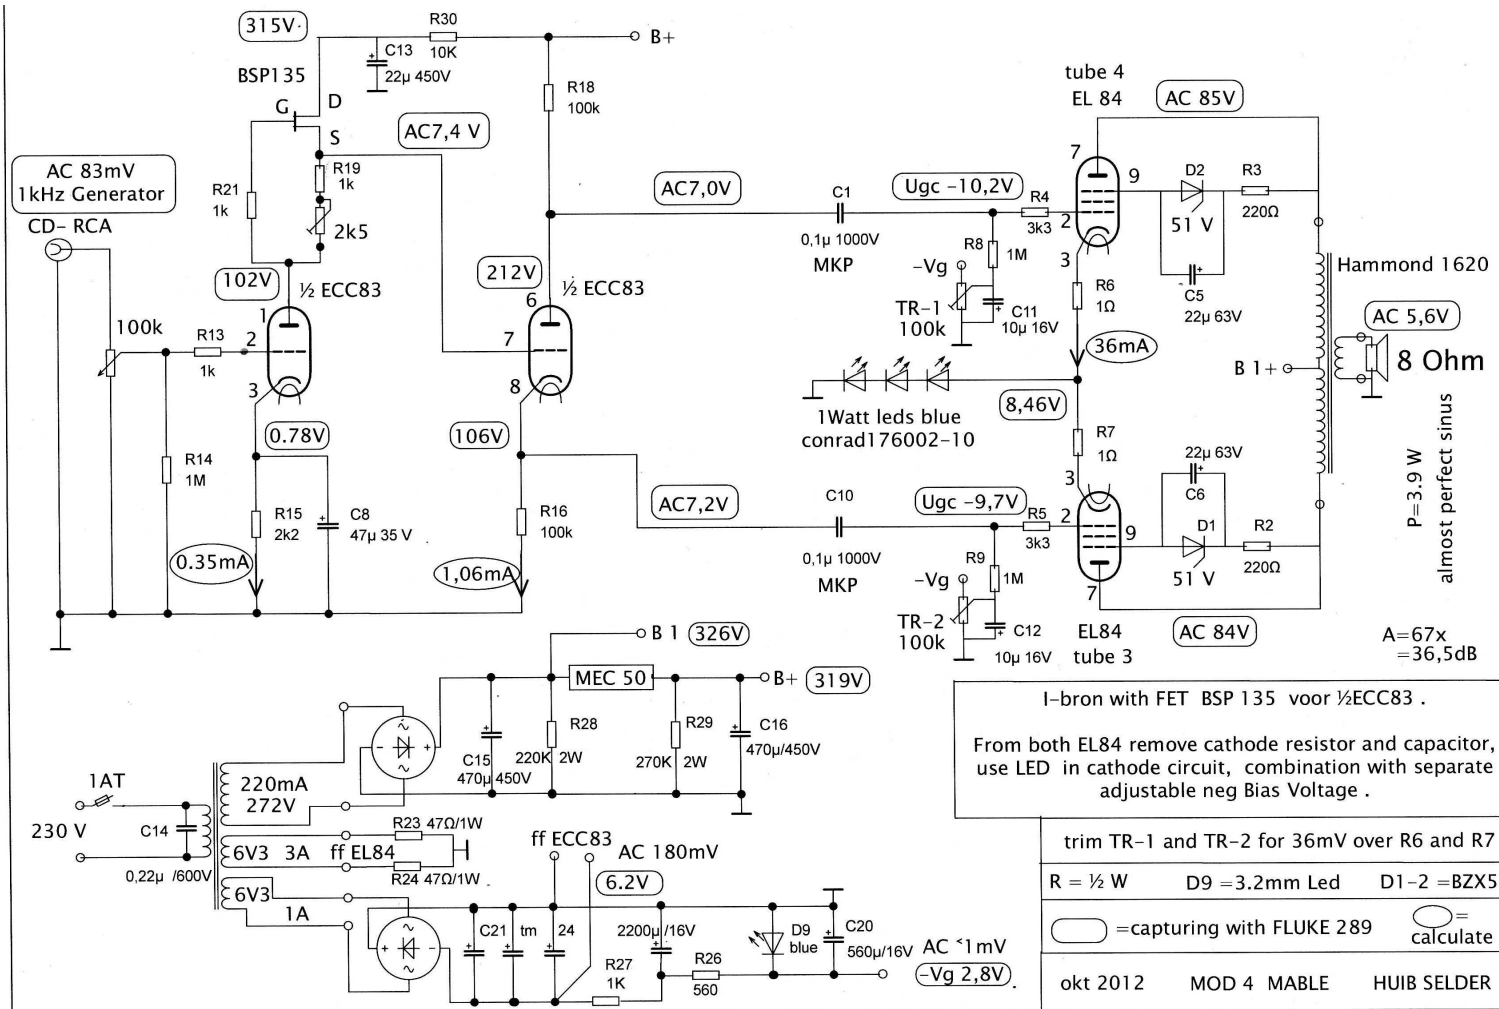 315V
R30
10K
B+
C13
22µ 450V
BSP135
G
D
S
R18
100k
AC7,4 V
AC 83mV
1kHz Generator
CD- RCA
R21
1k
R19
1k
2k5
102V
½ ECC83
1
2
3
100k
R13
1k
R14
1M
0.78V
R15
2k2
C8
47µ 35 V
0.35mA
212V
½ ECC83
6
7
8
106V
R16
100k
1,06mA
AC7,0V
C1
0,1µ 1000V
MKP
Ugc -10,2V
R4
3k3
R8
1M
-Vg
TR-1
100k
C11
10µ 16V
tube 4
EL 84
AC 85V
7
9
2
3
D2
51 V
R3
220Ω
C5
22µ 63V
R6
1Ω
36mA
Hammond 1620
AC 5,6V
B 1+
8 Ohm
1Watt leds blue
conrad176002-10
8,46V
R7
1Ω
22µ 63V
C6
AC7,2V
C10
0,1µ 1000V
MKP
Ugc -9,7V
R5
3k3
R9
1M
-Vg
TR-2
100k
C12
10µ 16V
3
2
9
7
D1
51 V
R2
220Ω
EL84
tube 3
AC 84V
P=3.9 W
almost perfect sinus
A=67x
=36,5dB
B 1
326V
MEC 50
B+
319V
~
-
+
~
C15
470µ 450V
R28
220K 2W
R29
270K 2W
C16
470µ/450V
1AT
230 V
C14
0,22µ /600V
220mA
272V
6V3 3A
ff EL84
R23 47Ω/1W
R24 47Ω/1W
6V3
1A
ff ECC83
AC 180mV
6.2V
~
+
-
~
C21 tm 24
2200µ /16V
R27
1K
R26
560
D9
blue
C20
560µ/16V
AC <1mV
-Vg 2,8V
I-bron with FET BSP 135 voor ½ECC83 .
From both EL84 remove cathode resistor and capacitor,
use LED in cathode circuit, combination with separate
adjustable neg Bias Voltage .
trim TR-1 and TR-2 for 36mV over R6 and R7
R = ½ W D9 =3.2mm Led D1-2 =BZX5
=capturing with FLUKE 289
= calculate
okt 2012 MOD 4 MABLE HUIB SELDER